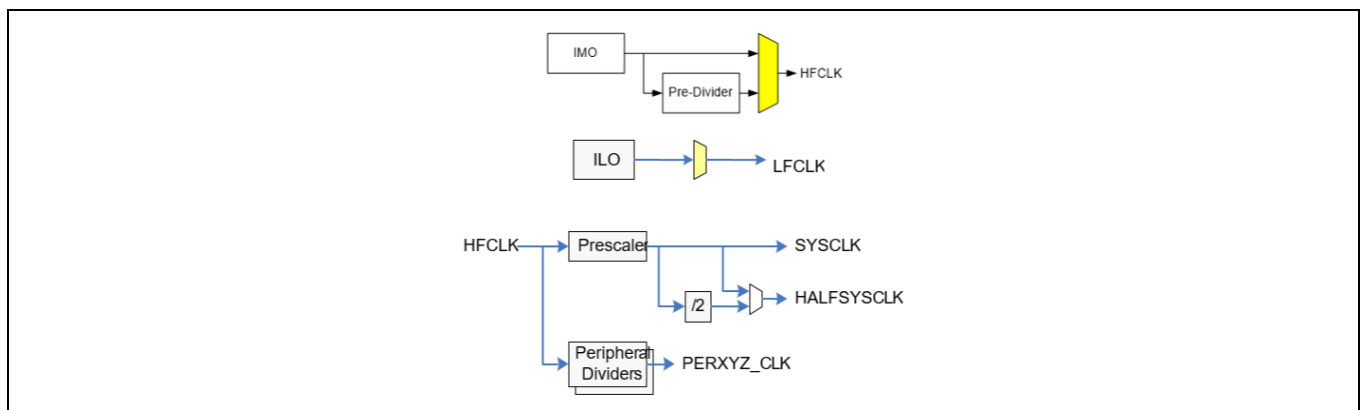 IMO
HFCLK
Pre-Divider
ILO
LFCLK
HFCLK
Prescaler
SYSCLK
/2
HALFSYSCLK
Peripheral
Dividers
PERXYZ_CLK